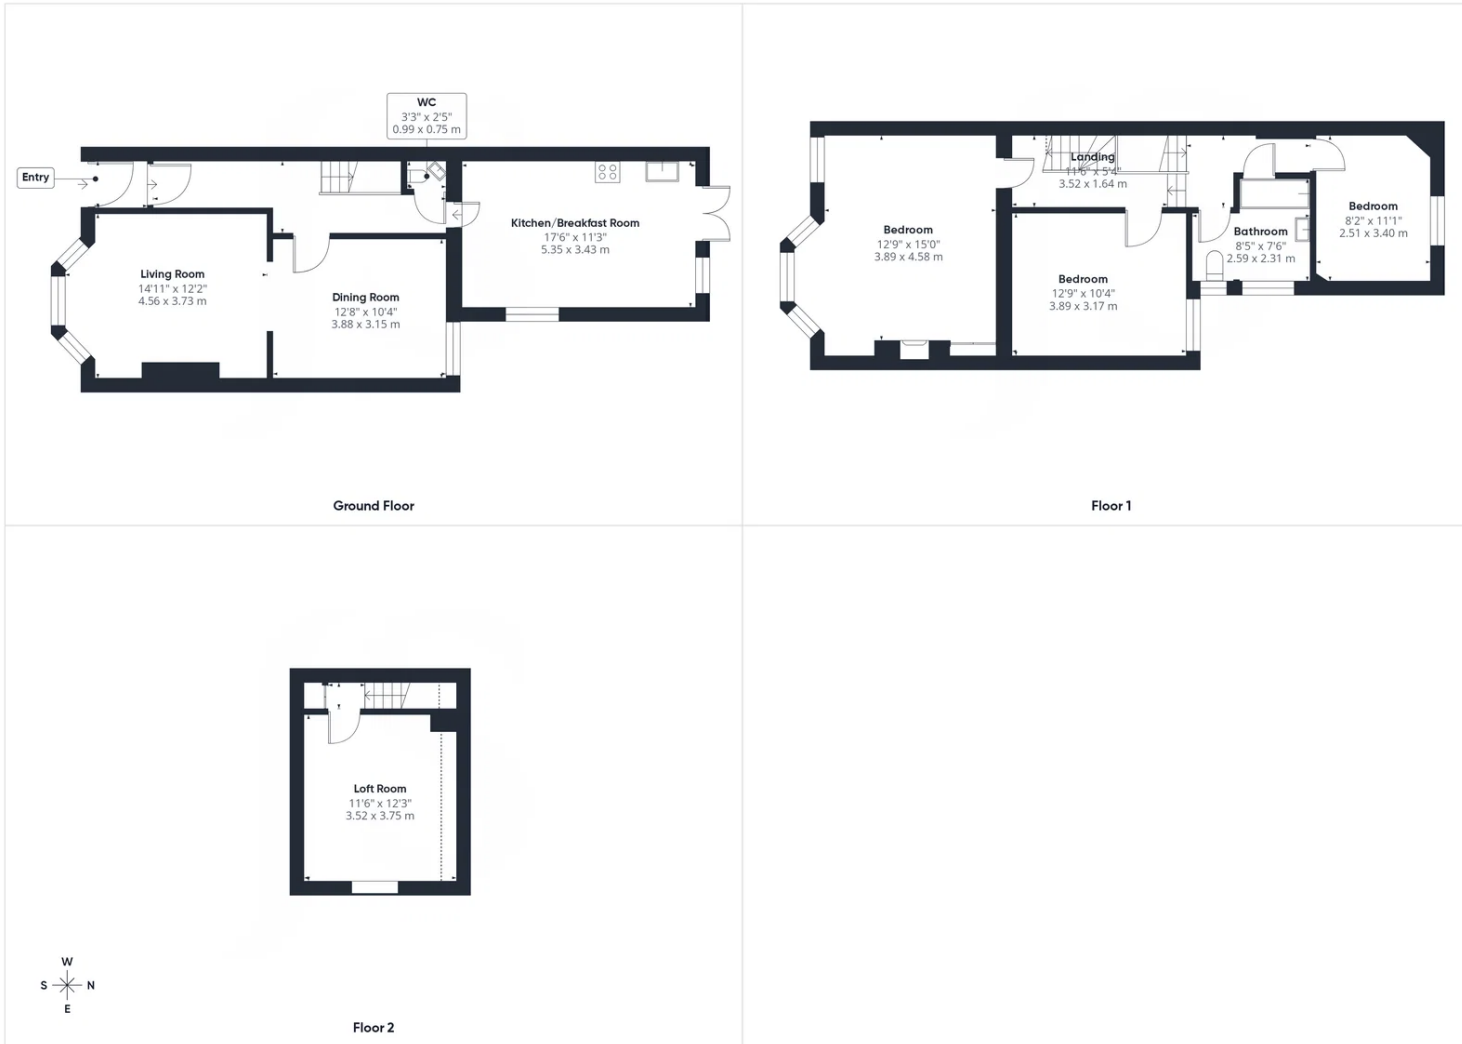 WC
3'3" x 2'5"
0.99 x 0.75 m
Entry
Kitchen/Breakfast Room
17'6" x 11'3"
5.35 x 3.43 m
Living Room
14'11" x 12'2"
4.56 x 3.73 m
Dining Room
12'8" x 10'4"
3.88 x 3.15 m
Ground Floor
Landing
11'6" x 5'4"
3.52 x 1.64 m
Bedroom
12'9" x 15'0"
3.89 x 4.58 m
Bedroom
8'2" x 11'1"
2.51 x 3.40 m
Bathroom
8'5" x 7'6"
2.59 x 2.31 m
Bedroom
12'9" x 10'4"
3.89 x 3.17 m
Floor 1
Loft Room
11'6" x 12'3"
3.52 x 3.75 m
W
S N
E
Floor 2